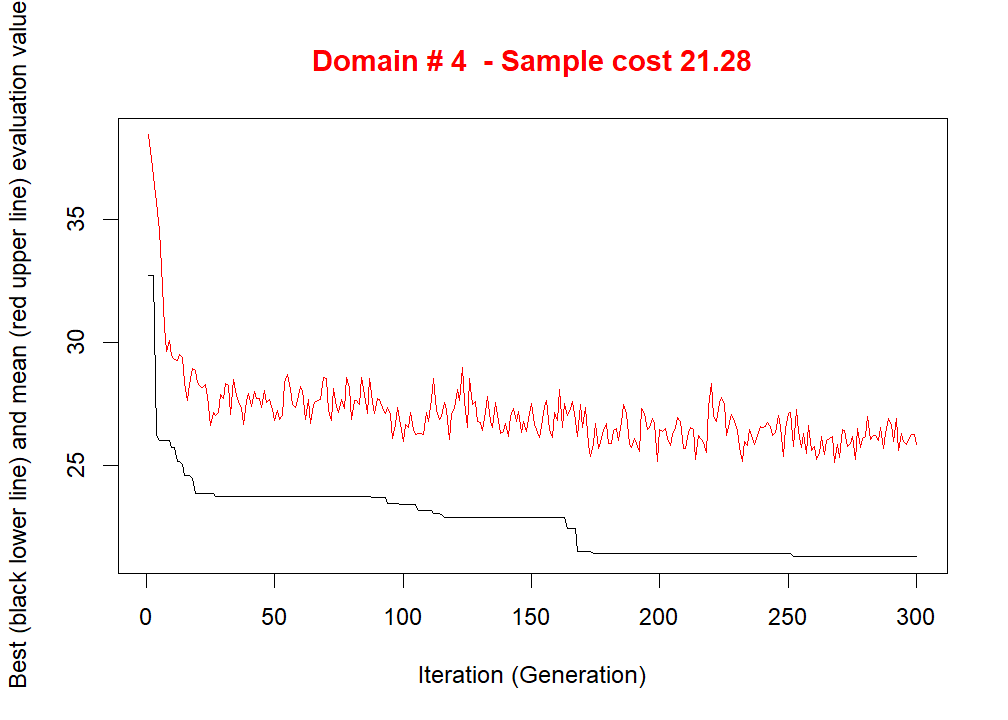 Domain # 4  - Sample cost 21.28
Best (black lower line) and mean (red upper line) evaluation value
35
30
25
0 50 100 150 200 250 300
Iteration (Generation)